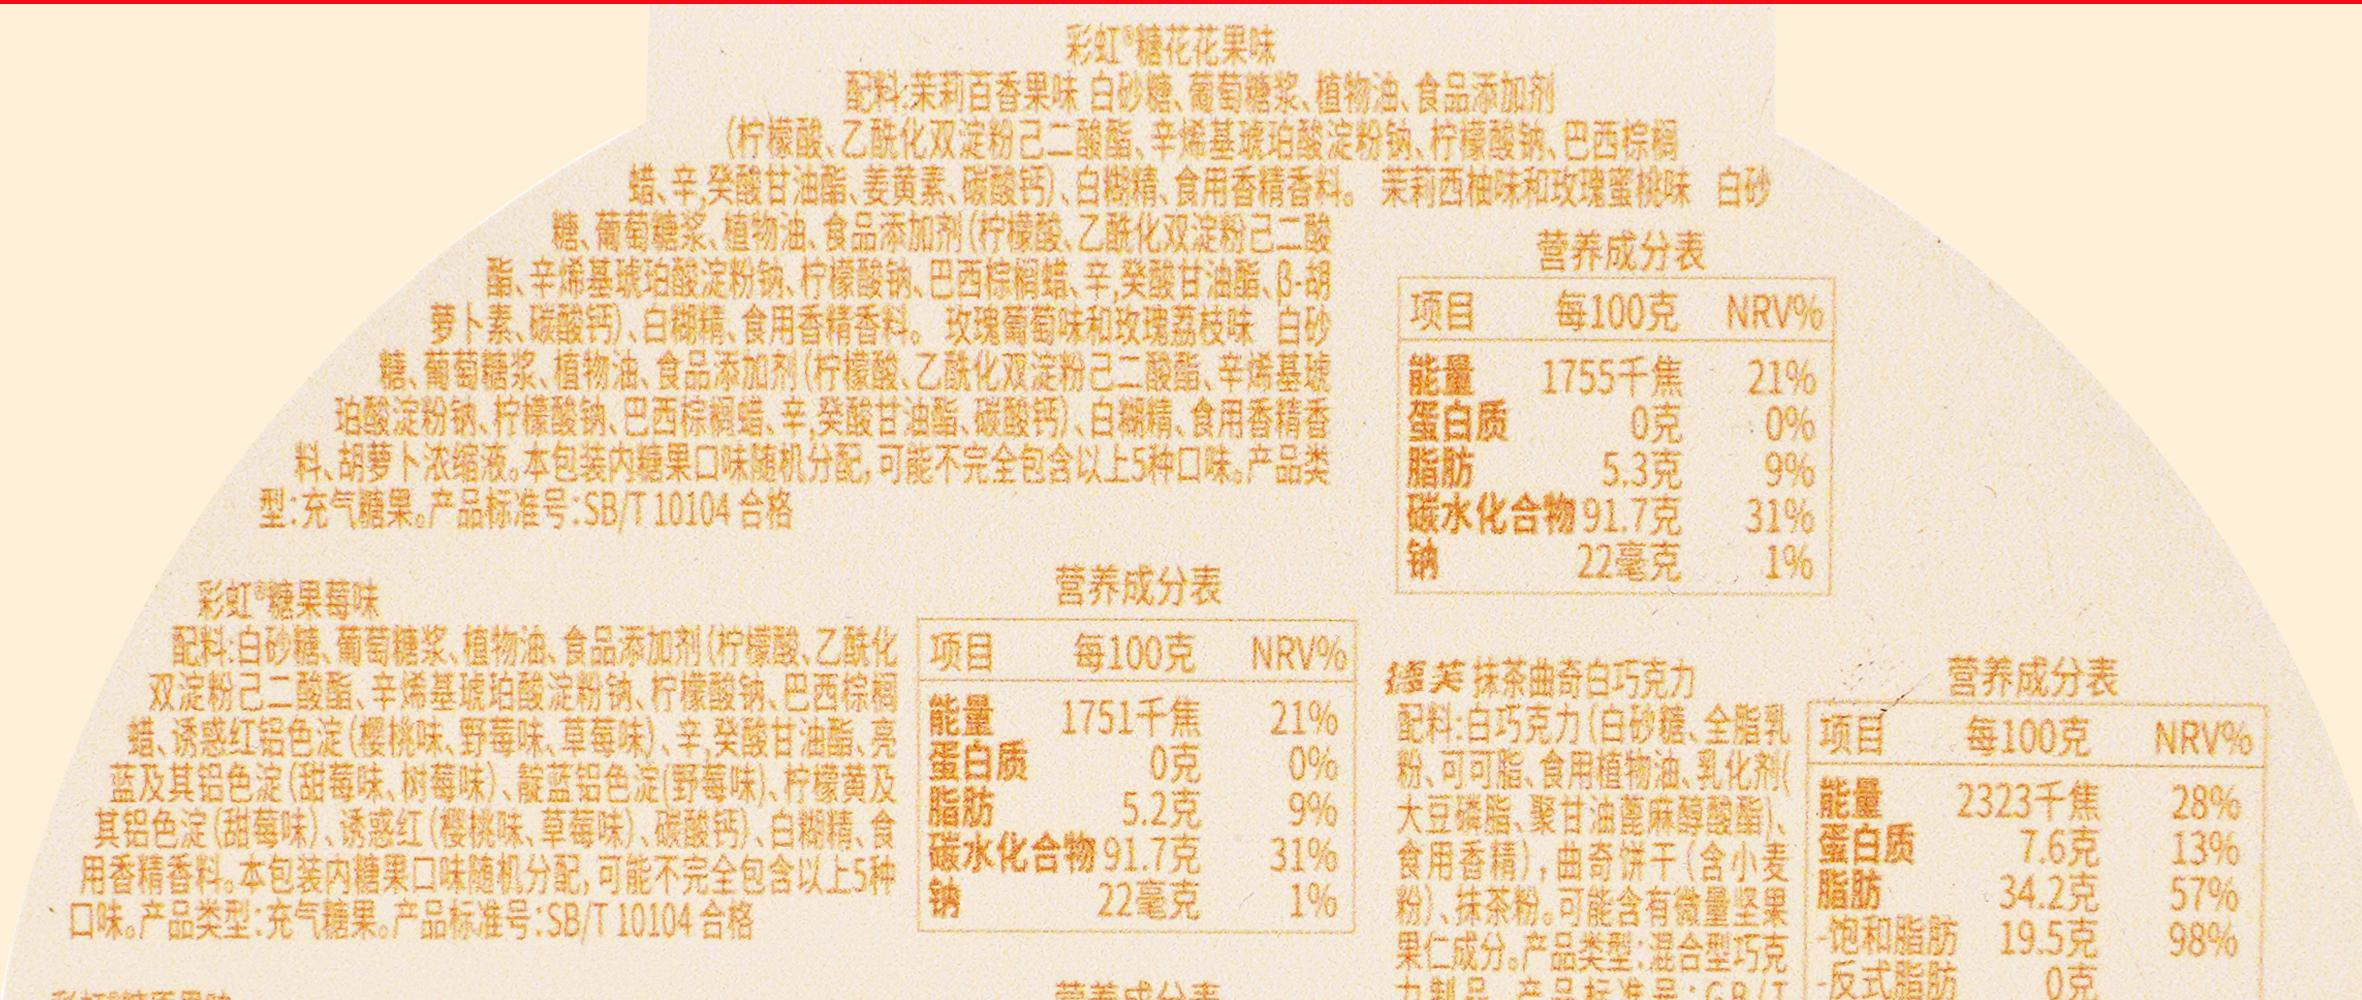 彩虹®糖花花果味
配料:茉莉百香果味 白砂糖、葡萄糖浆、植物油、食品添加剂
(柠檬酸、乙酰化双淀粉己二酸酯、辛烯基琥珀酸淀粉钠、柠檬酸钠、巴西棕榈
蜡、辛,癸酸甘油酯、姜黄素、碳酸钙)、白糊精、食用香精香料。 茉莉西柚味和玫瑰蜜桃味 白砂
糖、葡萄糖浆、植物油、食品添加剂(柠檬酸、乙酰化双淀粉己二酸
酯、辛烯基琥珀酸淀粉钠、柠檬酸钠、巴西棕榈蜡、辛,癸酸甘油酯、β-胡
萝卜素、碳酸钙)、白糊精、食用香精香料。 玫瑰葡萄味和玫瑰荔枝味 白砂
糖、葡萄糖浆、植物油、食品添加剂(柠檬酸、乙酰化双淀粉己二酸酯、辛烯基琥
珀酸淀粉钠、柠檬酸钠、巴西棕榈蜡、辛,癸酸甘油酯、碳酸钙)、白糊精、食用香精香
料、胡萝卜浓缩液。本包装内糖果口味随机分配,可能不完全包含以上5种口味。产品类
型:充气糖果。产品标准号:SB/T 10104 合格
营养成分表
项目 每100克 NRV%
能量 1755千焦 21%
蛋白质 0克 0%
脂肪 5.3克 9%
碳水化合物 91.7克 31%
钠 22毫克 1%
彩虹®糖果莓味
配料:白砂糖、葡萄糖浆、植物油、食品添加剂(柠檬酸、乙酰化
双淀粉己二酸酯、辛烯基琥珀酸淀粉钠、柠檬酸钠、巴西棕榈
蜡、诱惑红铝色淀(樱桃味、野莓味、草莓味)、辛,癸酸甘油酯、亮
蓝及其铝色淀(甜莓味、树莓味)、靛蓝铝色淀(野莓味)、柠檬黄及
其铝色淀(甜莓味)、诱惑红(樱桃味、草莓味)、碳酸钙)、白糊精、食
用香精香料。本包装内糖果口味随机分配,可能不完全包含以上5种
口味。产品类型:充气糖果。产品标准号:SB/T 10104 合格
营养成分表
项目 每100克 NRV%
能量 1751千焦 21%
蛋白质 0克 0%
脂肪 5.2克 9%
碳水化合物 91.7克 31%
钠 22毫克 1%
德芙 抹茶曲奇白巧克力
配料:白巧克力(白砂糖、全脂乳
粉、可可脂、食用植物油、乳化剂(
大豆磷脂、聚甘油蓖麻醇酸酯)、
食用香精),曲奇饼干(含小麦
粉)、抹茶粉。可能含有微量坚果
果仁成分。产品类型:混合型巧克
力制品 产品标准号:GB/T
营养成分表
项目 每100克 NRV%
能量 2323千焦 28%
蛋白质 7.6克 13%
脂肪 34.2克 57%
-饱和脂肪 19.5克 98%
-反式脂肪 0克
营养成分表